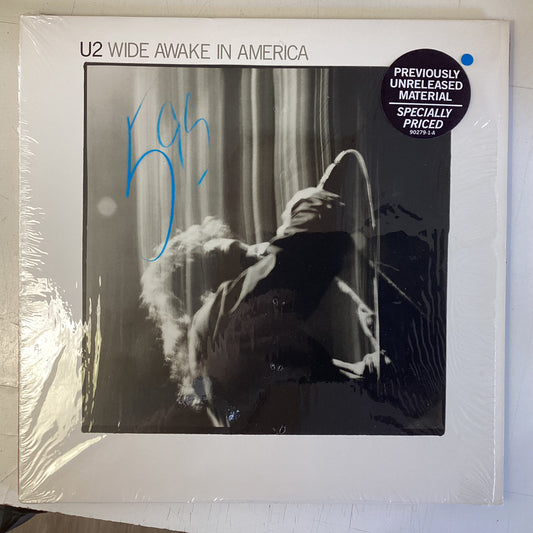 U2 WIDE AWAKE IN AMERICA
PREVIOUSLY
UNRELEASED
MATERIAL
SPECIALLY
PRICED
90279-1-A